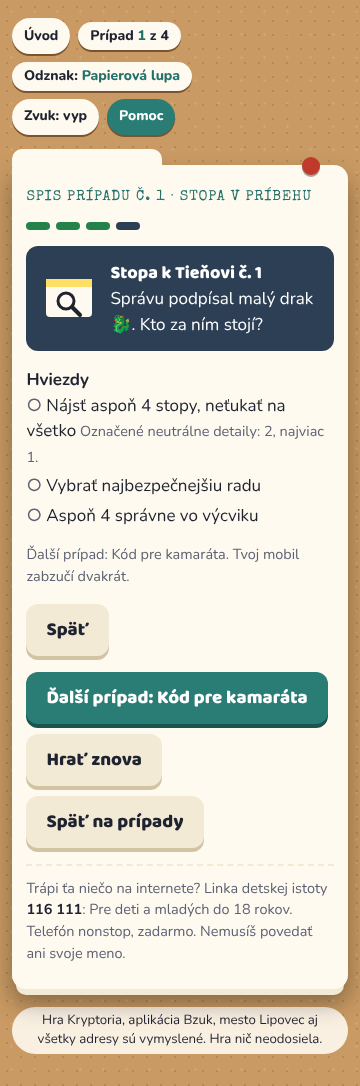 Úvod
Prípad 1 z 4
Odznak: Papierová lupa
Zvuk: vyp
Pomoc
SPIS PRÍPADU Č. 1 · STOPA V PRÍBEHU
Stopa k Tieňovi č. 1
Správu podpísal malý drak
🐉. Kto za ním stojí?
Hviezdy
○ Nájsť aspoň 4 stopy, neťukať na
všetko Označené neutrálne detaily: 2, najviac
1.
○ Vybrať najbezpečnejšiu radu
○ Aspoň 4 správne vo výcviku
Ďalší prípad: Kód pre kamaráta. Tvoj mobil
zabzučí dvakrát.
Späť
Ďalší prípad: Kód pre kamaráta
Hrať znova
Späť na prípady
Trápi ťa niečo na internete? Linka detskej istoty
116 111: Pre deti a mladých do 18 rokov.
Telefón nonstop, zadarmo. Nemusíš povedať
ani svoje meno.
Hra Kryptoria, aplikácia Bzuk, mesto Lipovec aj
všetky adresy sú vymyslené. Hra nič neodosiela.